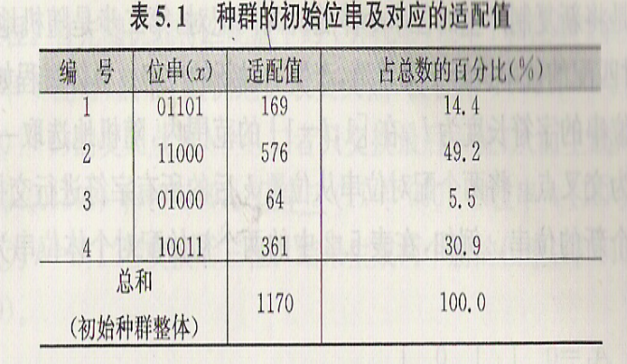 表 5.1 种群的初始位串及对应的适配值
编 号 位串(x) 适配值 占总数的百分比(%)
1 01101 169 14.4
2 11000 576 49.2
3 01000 64 5.5
4 10011 361 30.9
总和
(初始种群整体) 1170 100.0